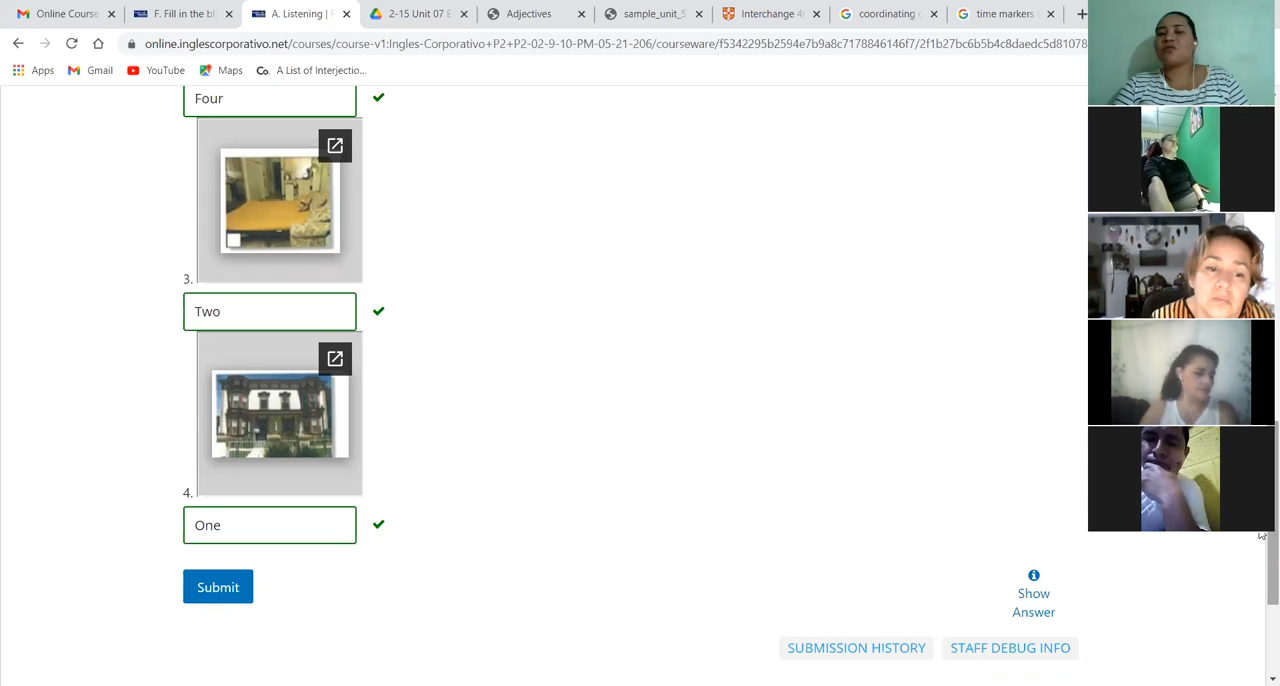 Online Course
F. Fill in the bl
A. Listening | F
2-15 Unit 07 E
Adjectives
sample_unit_5
Interchange 4
coordinating c
time markers
online.inglescorporativo.net/courses/course-v1:Ingles-Corporativo+P2+P2-02-9-10-PM-05-21-206/courseware/f5342295b2594e7b9a8c7178846146f7/2f1b27bc6b5b4c8daedc5d81078
Apps
Gmail
YouTube
Maps
Co. A List of Interjectio...
Four
3.
Two
4.
One
Submit
Show
Answer
SUBMISSION HISTORY
STAFF DEBUG INFO